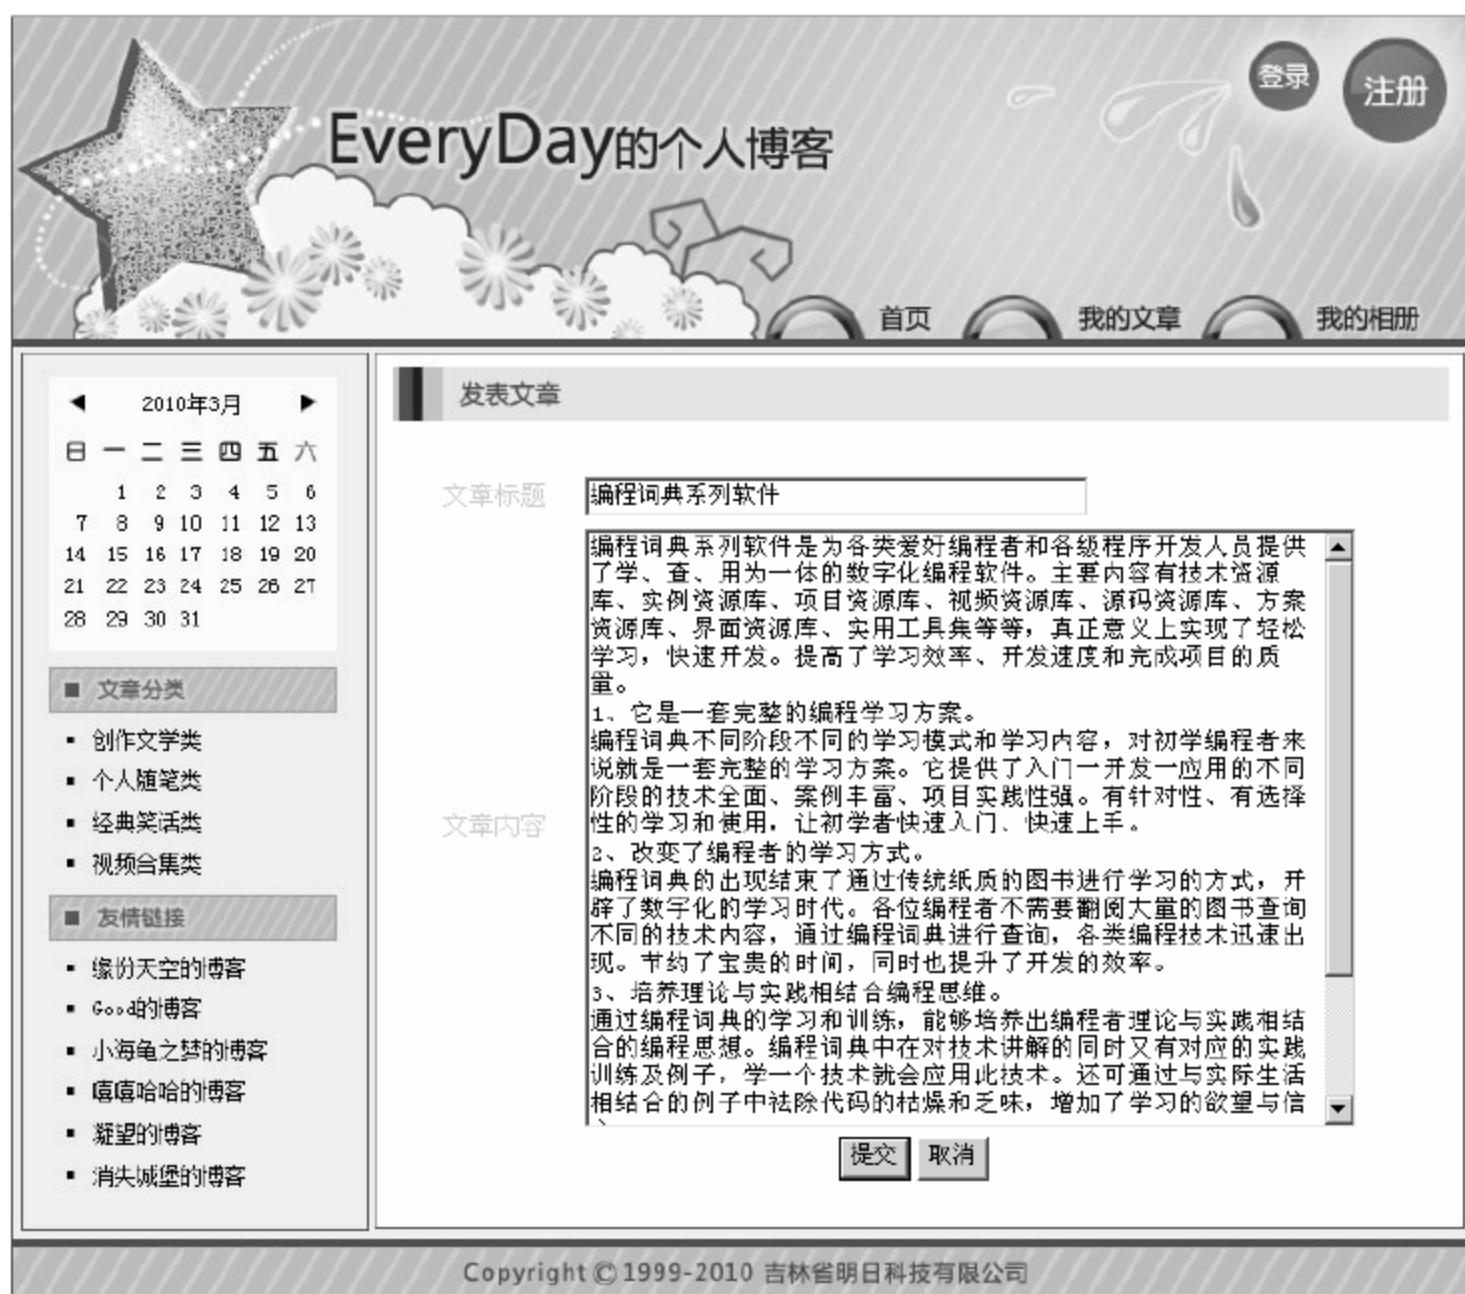 登录
注册
EveryDay的个人博客
首页
我的文章
我的相册
2010年3月
日 一 二 三 四 五 六
1 2 3 4 5 6
7 8 9 10 11 12 13
14 15 16 17 18 19 20
21 22 23 24 25 26 27
28 29 30 31
文章分类
创作文学类
个人随笔类
经典笑话类
视频合集类
友情链接
缘份天空的博客
Good的博客
小海龟之梦的博客
嘻嘻哈哈的博客
凝望的博客
消失城堡的博客
发表文章
文章标题
编程词典系列软件
文章内容
编程词典系列软件是为各类爱好编程者和各级程序开发人员提供
了学、查、用为一体的数字化编程软件。主要内容有技术资源
库、实例资源库、项目资源库、视频资源库、源码资源库、方案
资源库、界面资源库、实用工具集等等，真正意义上实现了轻松
学习，快速开发。提高了学习效率、开发速度和完成项目的质
量。
1、它是一套完整的编程学习方案。
编程词典不同阶段不同的学习模式和学习内容，对初学编程者来
说就是一套完整的学习方案。它提供了入门—开发—应用的不同
阶段的技术全面、案例丰富、项目实践性强。有针对性、有选择
性的学习和使用，让初学者快速入门、快速上手。
2、改变了编程者的学习方式。
编程词典的出现结束了通过传统纸质的图书进行学习的方式，开
辟了数字化的学习时代。各位编程者不需要翻阅大量的图书查询
不同的技术内容，通过编程词典进行查询，各类编程技术迅速出
现。节约了宝贵的时间，同时也提升了开发的效率。
3、培养理论与实践相结合编程思维。
通过编程词典的学习和训练，能够培养出编程者理论与实践相结
合的编程思想。编程词典中在对技术讲解的同时又有对应的实践
训练及例子，学一个技术就会应用此技术。还可通过与实际生活
相结合的例子中祛除代码的枯燥和乏味，增加了学习的欲望与信
提交
取消
Copyright © 1999-2010 吉林省明日科技有限公司